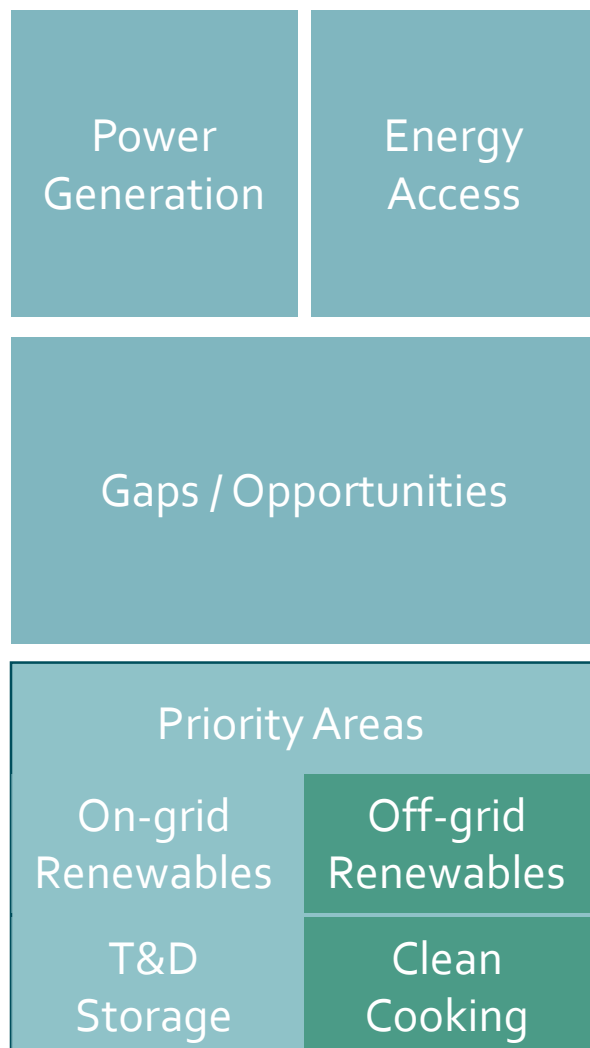 Power
Generation
Energy
Access
Gaps / Opportunities
Priority Areas
On-grid
Renewables
Off-grid
Renewables
T&D
Storage
Clean
Cooking